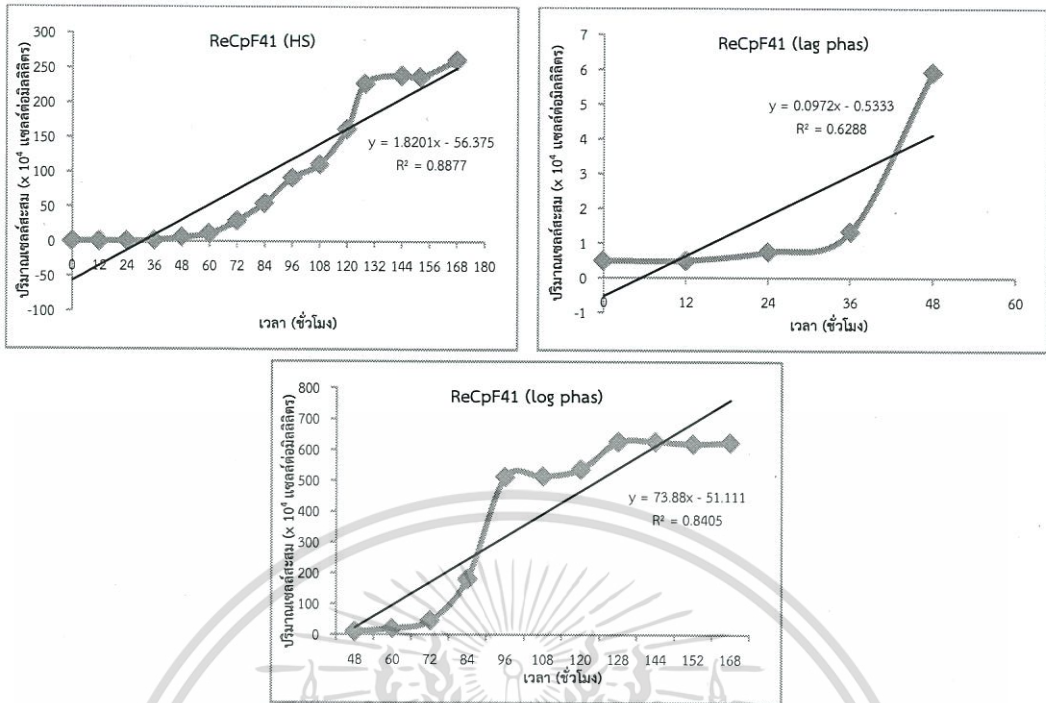 ReCpF41 (HS)
ปริมาณเซลล์สะสม (x 10⁴ เซลล์ต่อมิลลิลิตร)
300
250
200
150
100
50
0
-50
-100
y = 1.8201x - 56.375
R² = 0.8877
0 12 24 36 48 60 72 84 96 108 120 132 144 156 168 180
เวลา (ชั่วโมง)
ReCpF41 (lag phas)
ปริมาณเซลล์สะสม (x 10⁴ เซลล์ต่อมิลลิลิตร)
7
6
5
4
3
2
1
0
-1
y = 0.0972x - 0.5333
R² = 0.6288
0 12 24 36 48 60
เวลา (ชั่วโมง)
ReCpF41 (log phas)
ปริมาณเซลล์สะสม (x 10⁴ เซลล์ต่อมิลลิลิตร)
800
700
600
500
400
300
200
100
0
y = 73.88x - 51.111
R² = 0.8405
48 60 72 84 96 108 120 128 144 152 168
เวลา (ชั่วโมง)